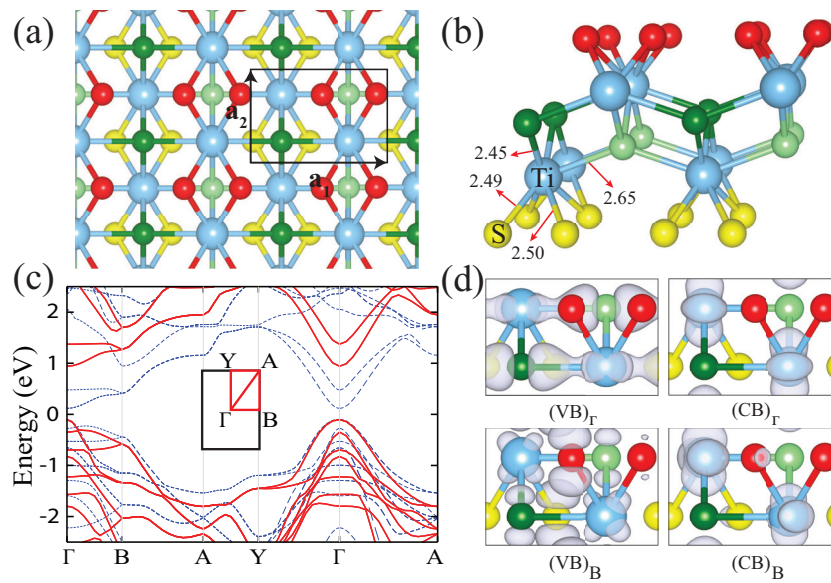 (a)
a₂
a₁
(b)
2.45
2.49
Ti
2.65
S
2.50
(c)
Energy (eV)
2
1
0
-1
-2
Y A
Γ B
Γ B A Y Γ A
(d)
(VB)Γ (CB)Γ
(VB)B (CB)B